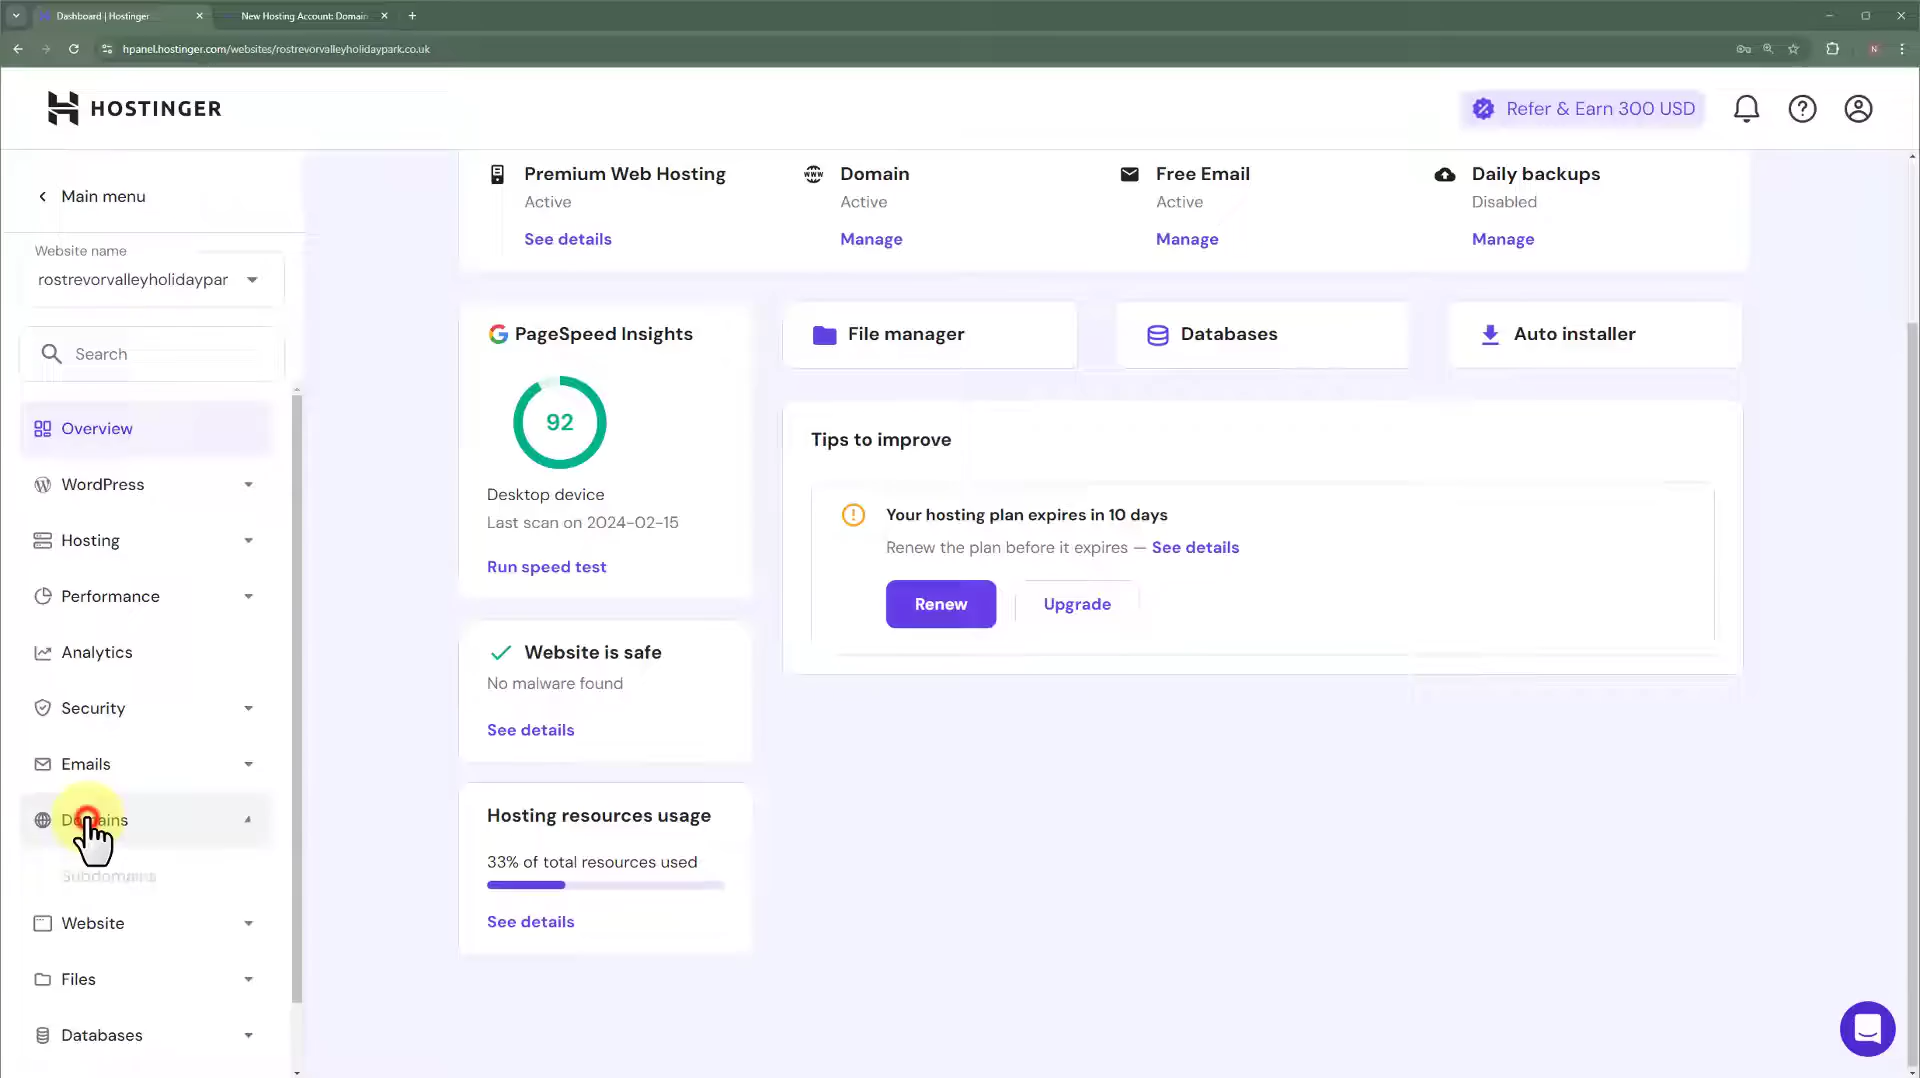 Dashboard | Hostinger
New Hosting Account: Domain
hpanel.hostinger.com/websites/rostrevorvalleyholidaypark.co.uk
N
HOSTINGER
Refer & Earn 300 USD
Main menu
Website name
rostrevorvalleyholidaypar
Search
Overview
WordPress
Hosting
Performance
Analytics
Security
Emails
Domains
Subdomains
Website
Files
Databases
Premium Web Hosting
Active
See details
www
Domain
Active
Manage
Free Email
Active
Manage
Daily backups
Disabled
Manage
PageSpeed Insights
92
Desktop device
Last scan on 2024-02-15
Run speed test
File manager
Databases
Auto installer
Tips to improve
Your hosting plan expires in 10 days
Renew the plan before it expires — See details
Renew
Upgrade
Website is safe
No malware found
See details
Hosting resources usage
33% of total resources used
See details